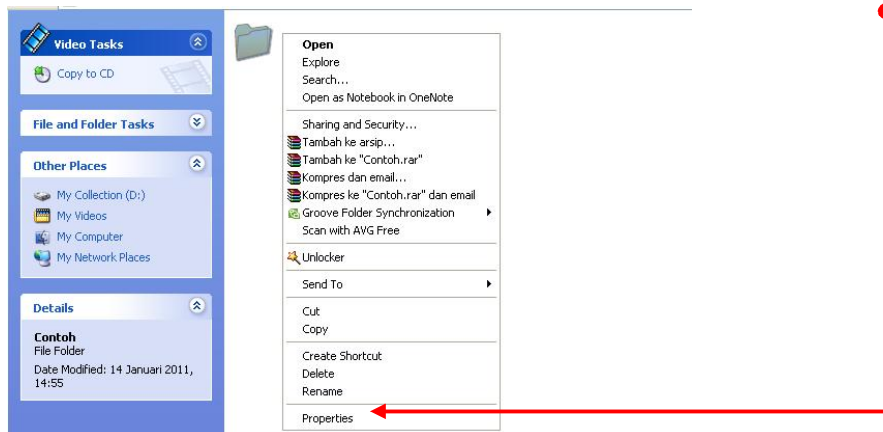 Video Tasks
Copy to CD
File and Folder Tasks
Other Places
My Collection (D:)
My Videos
My Computer
My Network Places
Details
Contoh
File Folder
Date Modified: 14 Januari 2011,
14:55
Open
Explore
Search...
Open as Notebook in OneNote
Sharing and Security...
Tambah ke arsip...
Tambah ke "Contoh.rar"
Kompres dan email...
Kompres ke "Contoh.rar" dan email
Groove Folder Synchronization
Scan with AVG Free
Unlocker
Send To
Cut
Copy
Create Shortcut
Delete
Rename
Properties